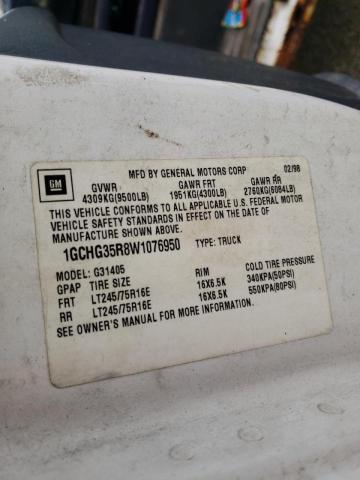 GM
MFD BY GENERAL MOTORS CORP 02/98
GVWR GAWR FRT GAWR RR
4309KG(9500LB) 1951KG(4300LB) 2760KG(6084LB)
THIS VEHICLE CONFORMS TO ALL APPLICABLE U.S. FEDERAL MOTOR
VEHICLE SAFETY STANDARDS IN EFFECT ON THE DATE OF
MANUFACTURE SHOWN ABOVE.
1GCHG35R8W1076950 TYPE: TRUCK
MODEL: G31405
GPAP TIRE SIZE RIM COLD TIRE PRESSURE
FRT LT245/75R16E 16X6.5K 340KPA(50PSI)
RR LT245/75R16E 16X6.5K 550KPA(80PSI)
SEE OWNER'S MANUAL FOR MORE INFORMATION.